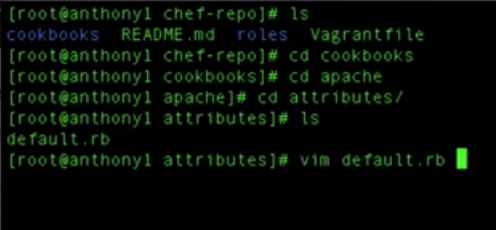 [root@anthony1 chef-repo]# ls
cookbooks README.md roles Vagrantfile
[root@anthony1 chef-repo]# cd cookbooks
[root@anthony1 cookbooks]# cd apache
[root@anthony1 apache]# cd attributes/
[root@anthony1 attributes]# ls
default.rb
[root@anthony1 attributes]# vim default.rb